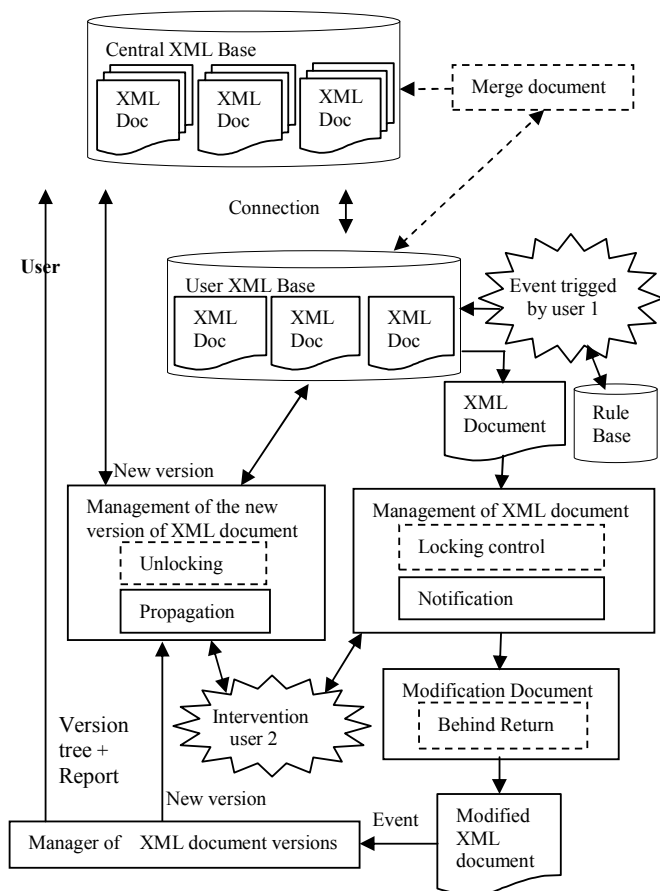 Central XML Base
XML
Doc
XML
Doc
XML
Doc
Merge document
Connection
User
User XML Base
XML
Doc
XML
Doc
XML
Doc
Event trigged
by user 1
XML
Document
Rule
Base
New version
Management of the new
version of XML document
Unlocking
Propagation
Management of XML document
Locking control
Notification
Intervention
user 2
Modification Document
Behind Return
Version
tree +
Report
New version
Manager of XML document versions
Event
Modified
XML
document